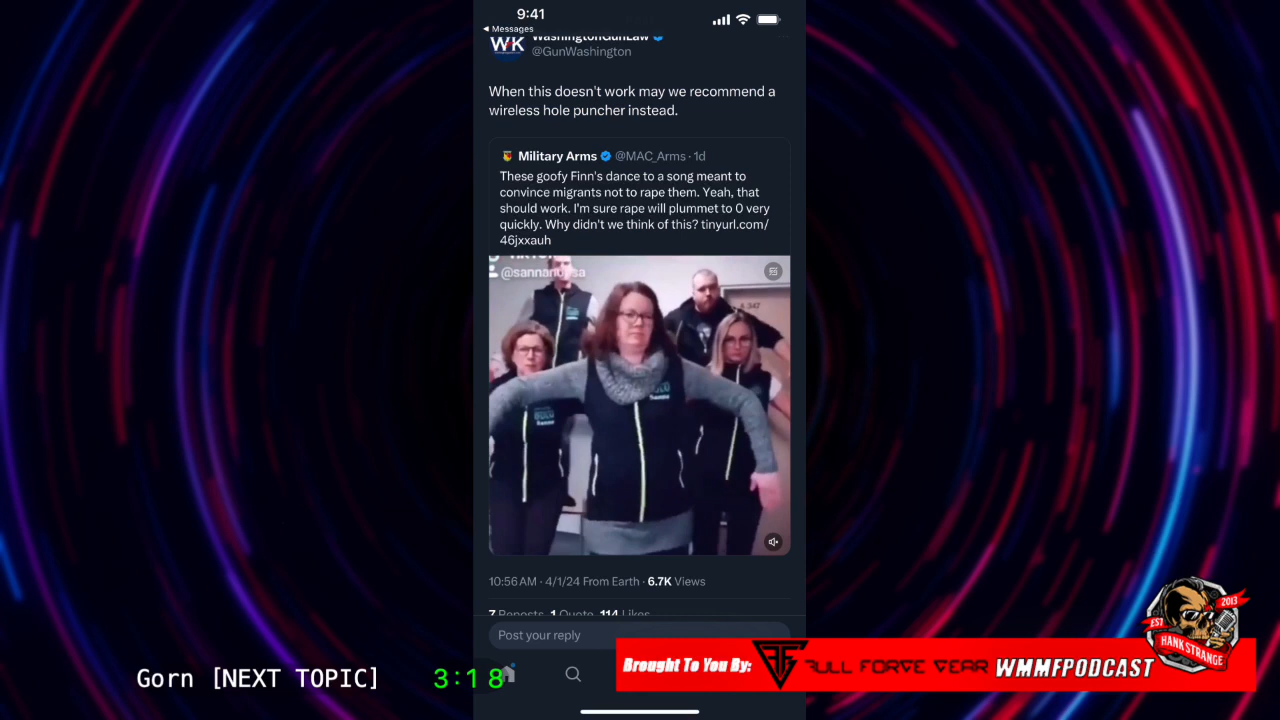 9:41
◀ Messages
WashingtonGunLaw
WK
@GunWashington
When this doesn't work may we recommend a
wireless hole puncher instead.
Military Arms @MAC_Arms · 1d
These goofy Finn's dance to a song meant to
convince migrants not to rape them. Yeah, that
should work. I'm sure rape will plummet to 0 very
quickly. Why didn't we think of this? tinyurl.com/
46jxxauh
10:56 AM · 4/1/24 From Earth · 6.7K Views
7 Reposts 1 Quote 114 Likes
Post your reply
Gorn [NEXT TOPIC] 3:18
Brought To You By: BULL FORGE GEAR WMMFPODCAST
EST 2013
HANK STRANGE